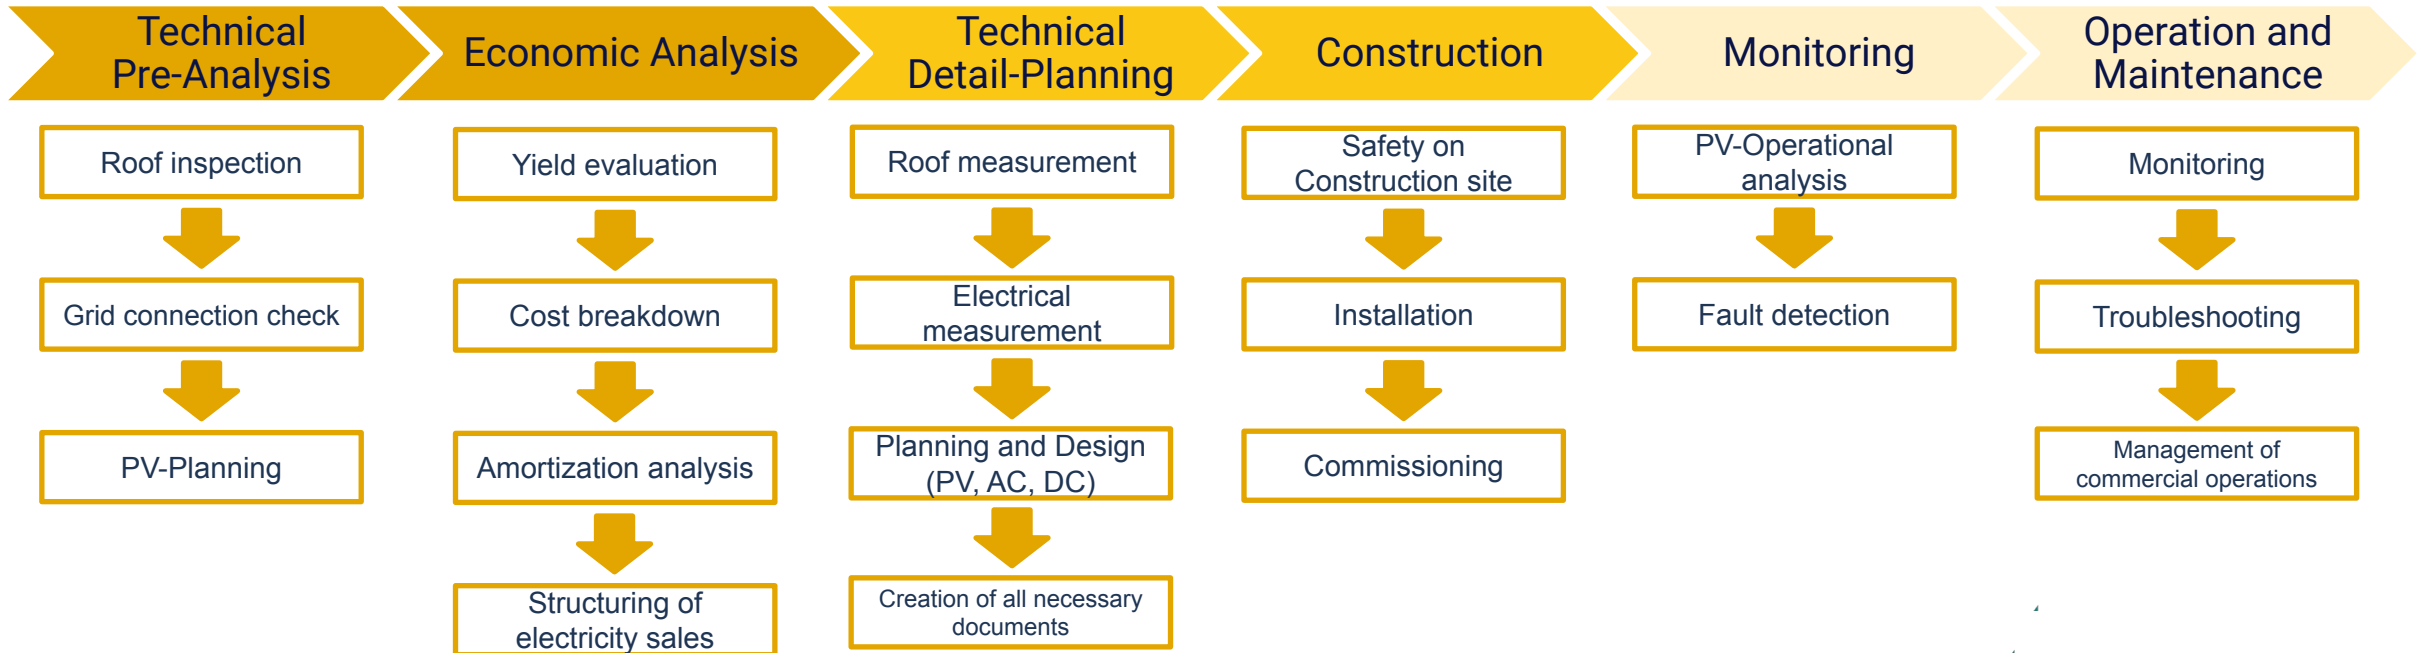 Technical
Pre-Analysis
Economic Analysis
Technical
Detail-Planning
Construction
Monitoring
Operation and
Maintenance
Roof inspection
Grid connection check
PV-Planning
Yield evaluation
Cost breakdown
Amortization analysis
Structuring of
electricity sales
Roof measurement
Electrical
measurement
Planning and Design
(PV, AC, DC)
Creation of all necessary
documents
Safety on
Construction site
Installation
Commissioning
PV-Operational
analysis
Fault detection
Monitoring
Troubleshooting
Management of
commercial operations